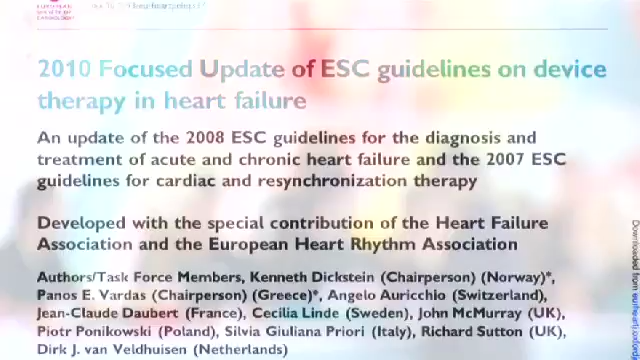 2010 Focused Update of ESC guidelines on device
therapy in heart failure
An update of the 2008 ESC guidelines for the diagnosis and
treatment of acute and chronic heart failure and the 2007 ESC
guidelines for cardiac and resynchronization therapy
Developed with the special contribution of the Heart Failure
Association and the European Heart Rhythm Association
Authors/Task Force Members, Kenneth Dickstein (Chairperson) (Norway)*,
Panos E. Vardas (Chairperson) (Greece)*, Angelo Auricchio (Switzerland),
Jean-Claude Daubert (France), Cecilia Linde (Sweden), John McMurray (UK),
Piotr Ponikowski (Poland), Silvia Giuliana Priori (Italy), Richard Sutton (UK),
Dirk J. van Veldhuisen (Netherlands)
Downloaded from